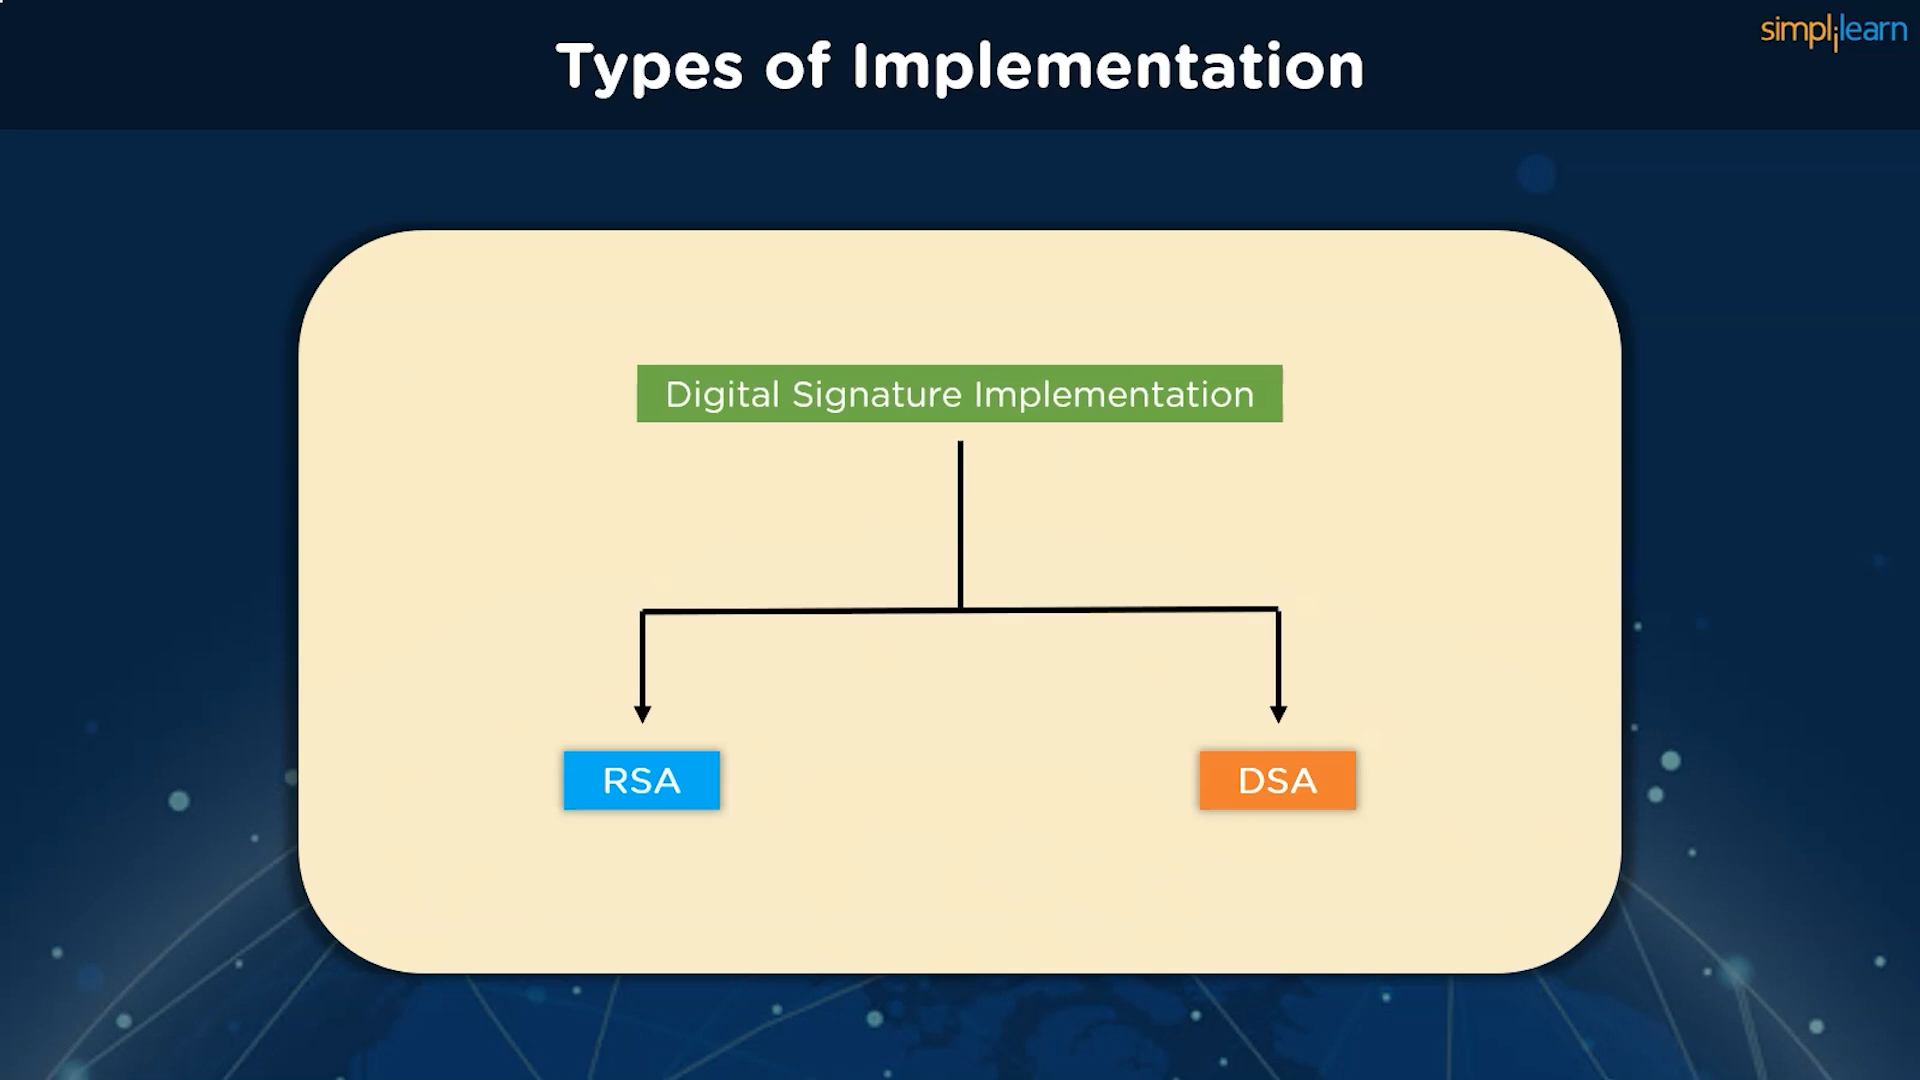 simplilearn
Types of Implementation
Digital Signature Implementation
RSA
DSA